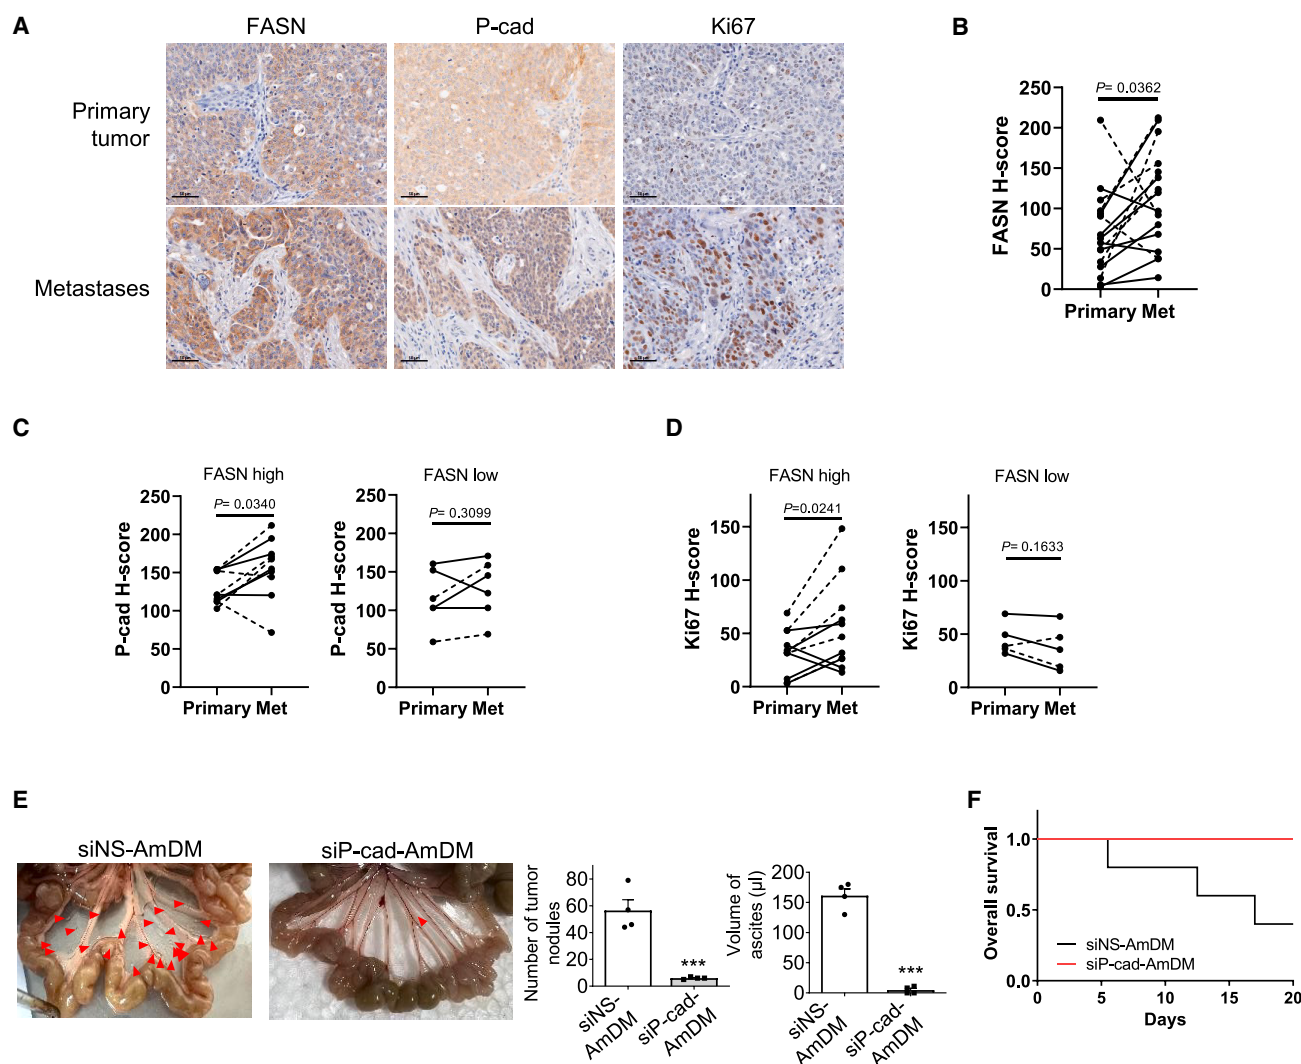 A
FASN
P-cad
Ki67
Primary
tumor
Metastases
B
P= 0.0362
FASN H-score
250
200
150
100
50
0
Primary Met
C
FASN high
P= 0.0340
P-cad H-score
250
200
150
100
50
0
Primary Met
FASN low
P= 0.3099
P-cad H-score
250
200
150
100
50
0
Primary Met
D
FASN high
P=0.0241
Ki67 H-score
150
100
50
0
Primary Met
FASN low
P= 0.1633
Ki67 H-score
150
100
50
0
Primary Met
E
siNS-AmDM
siP-cad-AmDM
Number of tumor
nodules
80
60
40
20
0
***
siNS-
AmDM
siP-cad-
AmDM
Volume of
ascites (µl)
200
150
100
50
0
***
siNS-
AmDM
siP-cad-
AmDM
F
Overall survival
1.0
0.5
0.0
siNS-AmDM
siP-cad-AmDM
0
5
10
15
20
Days